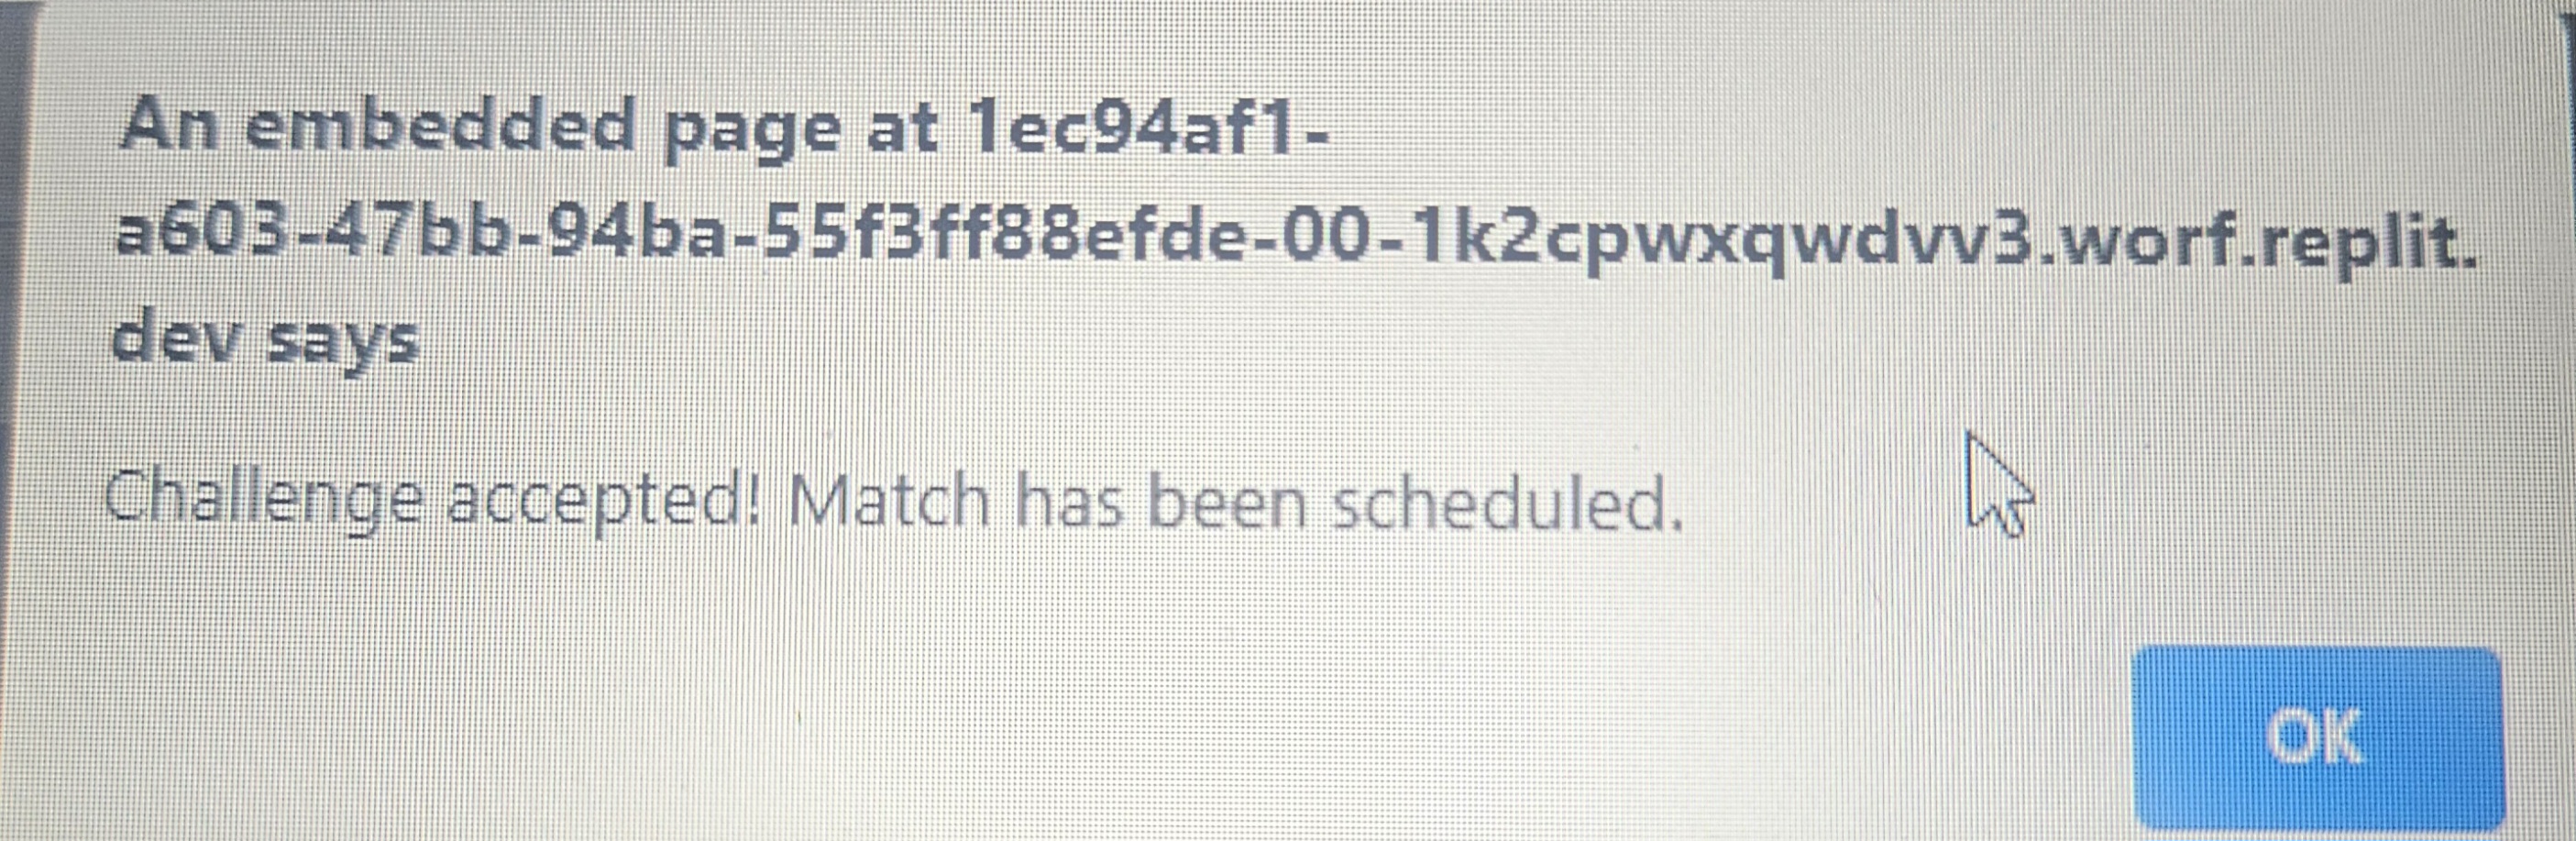 An embedded page at 1ec94af1-
a603-47bb-94ba-55f3ff88efde-00-1k2cpwxqwdvv3.worf.replit.
dev says
Challenge accepted! Match has been scheduled.
OK